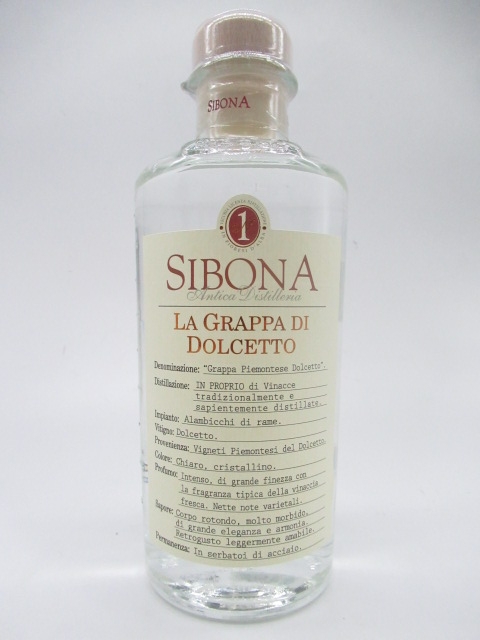 SIBONA
1
SIBONA
Antica Distilleria
LA GRAPPA DI
DOLCETTO
Denominazione: "Grappa Piemontese Dolcetto".
Distillazione: IN PROPRIO di Vinacce
tradizionalmente e
sapientemente distillate.
Impianto: Alambicchi di rame.
Vitigno: Dolcetto.
Provenienza: Vigneti Piemontesi del Dolcetto.
Colore: Chiaro, cristallino.
Profumo: Intenso, di grande finezza con
la fragranza tipica della vinaccia
fresca. Nette note varietali.
Sapore: Corpo rotondo, molto morbido,
di grande eleganza e armonia.
Retrogusto leggermente amabile.
Permanenza: In serbatoi di acciaio.